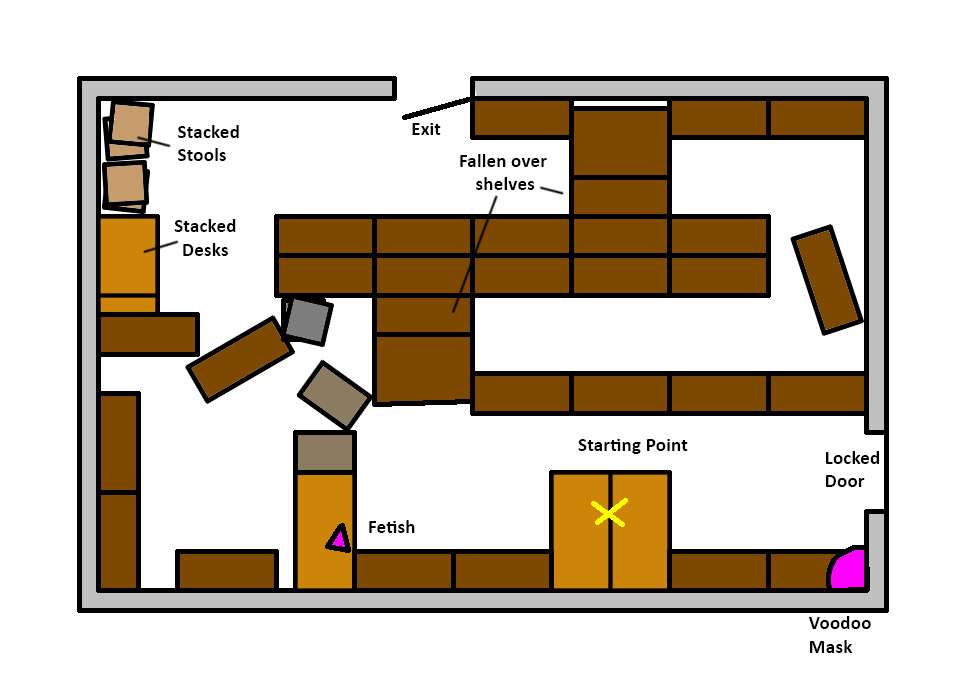 Exit
Stacked
Stools
Fallen over
shelves
Stacked
Desks
Starting Point
Locked
Door
Fetish
Voodoo
Mask